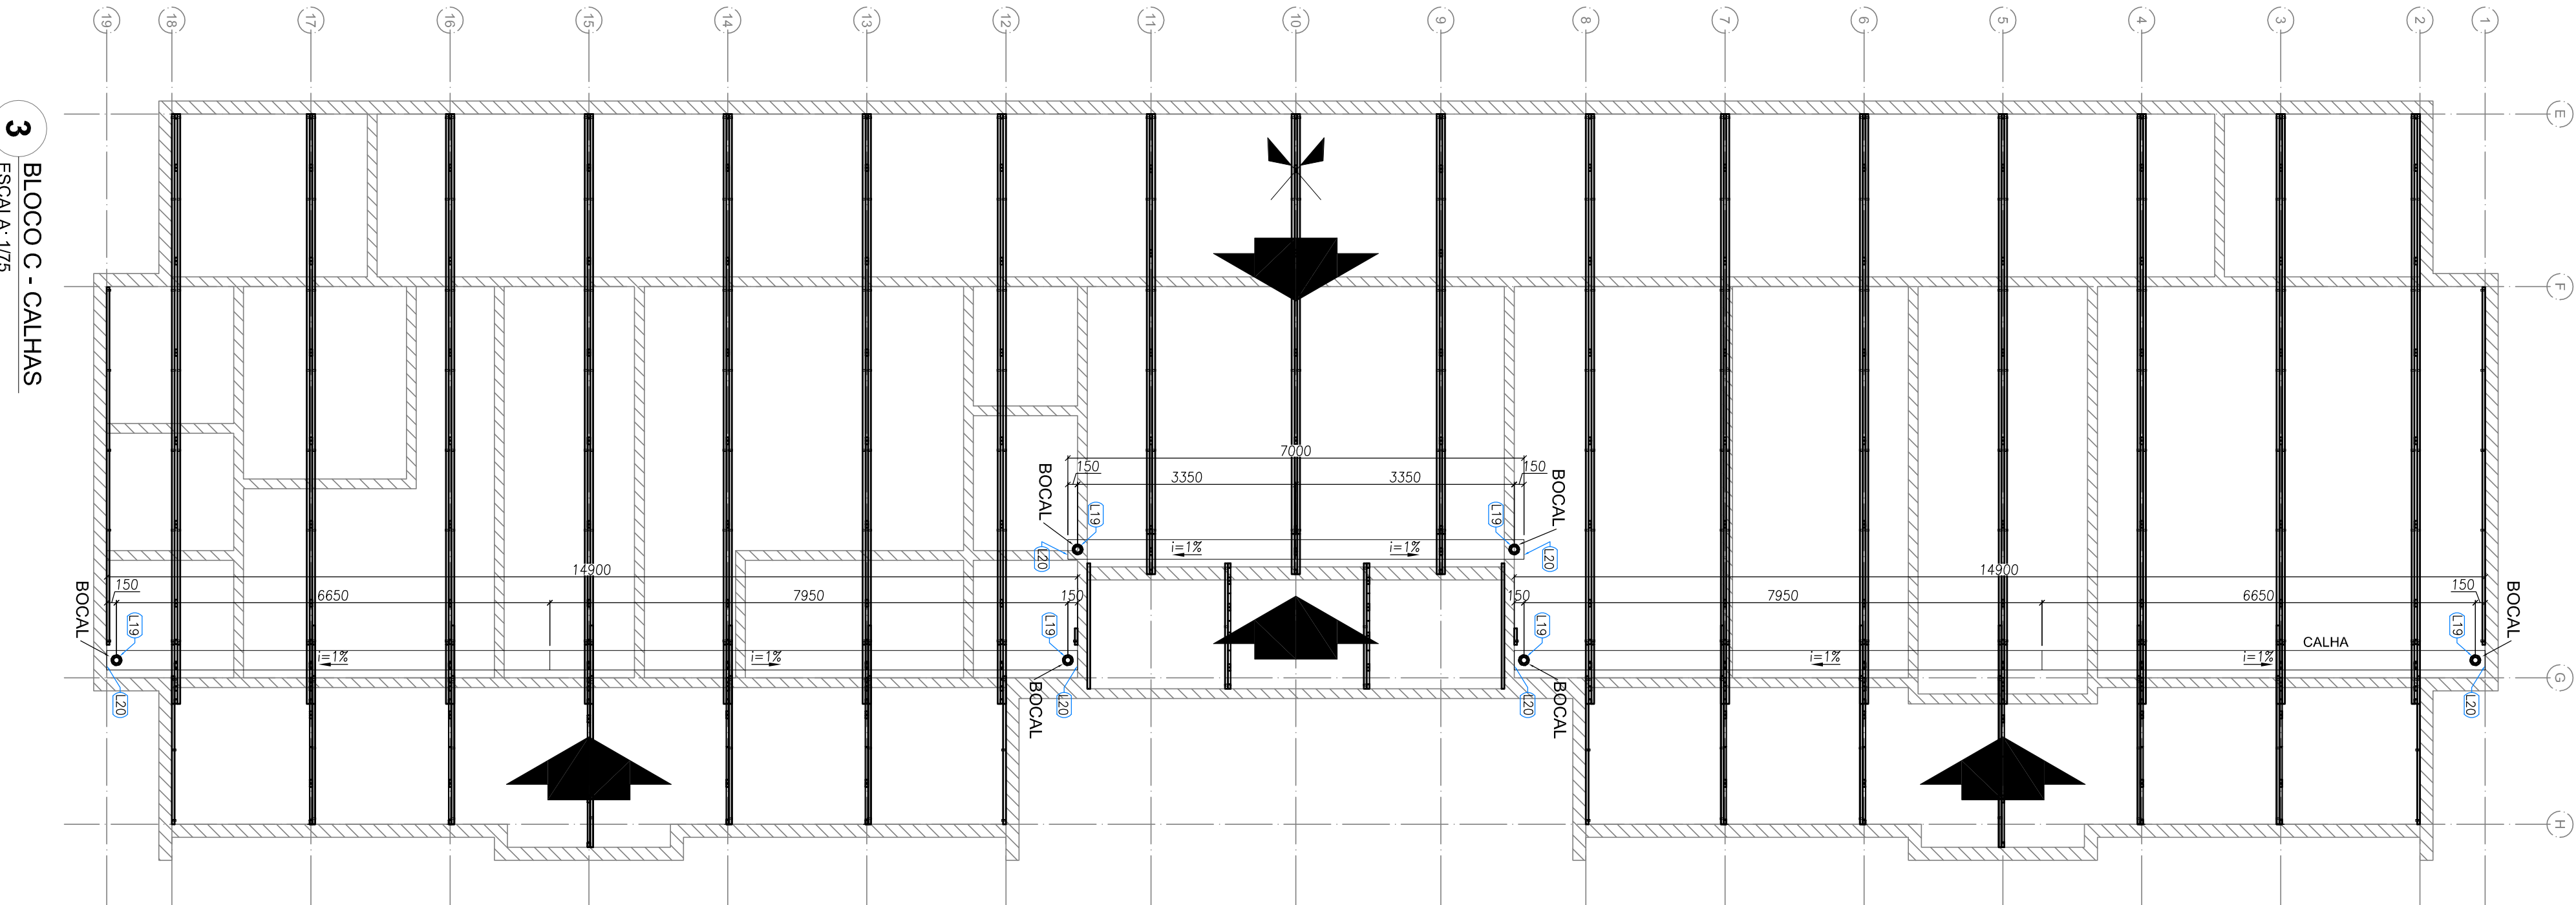 19
18
17
16
15
14
13
12
11
10
9
8
7
6
5
4
3
2
1
E
F
G
H
7000
150
3350
3350
150
BOCAL
BOCAL
L19
L19
i=1%
i=1%
L20
L20
14900
14900
150
6650
7950
150
150
7950
6650
150
BOCAL
BOCAL
L19
L19
L19
L19
CALHA
i=1%
i=1%
i=1%
i=1%
L20
L20
L20
L20
BOCAL
BOCAL
3
BLOCO C - CALHAS
ESCALA: 1/75